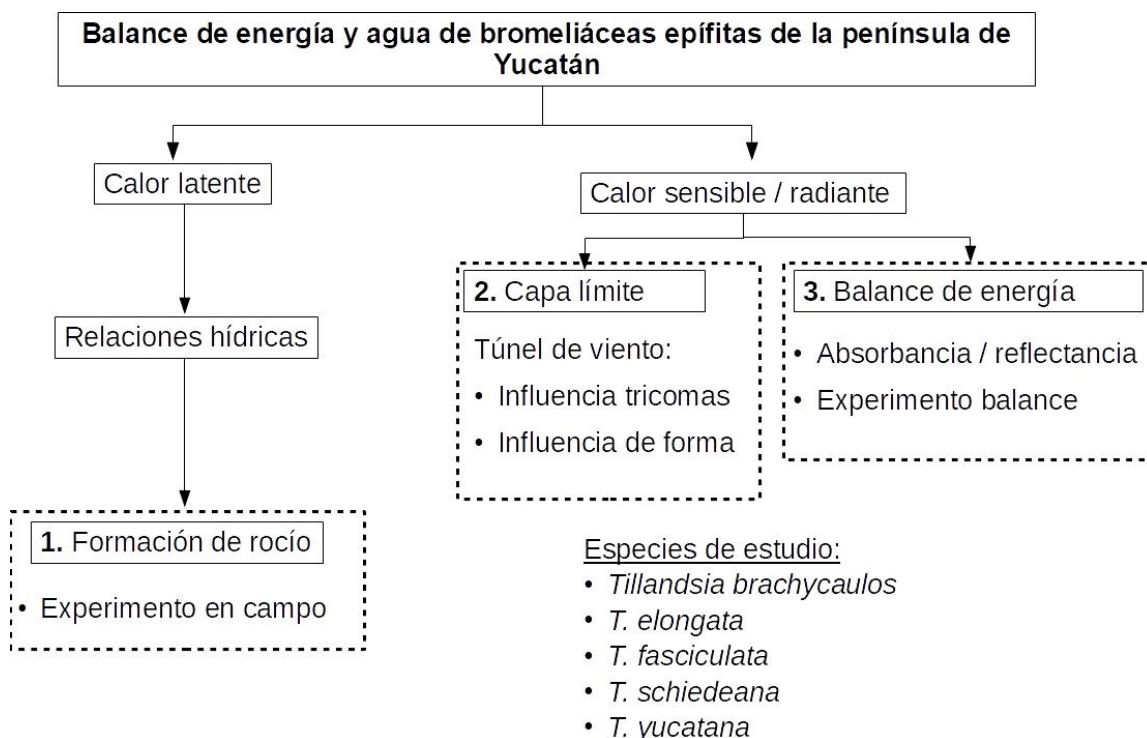 Balance de energía y agua de bromeliáceas epífitas de la península de
Yucatán
Calor latente
Calor sensible / radiante
Relaciones hídricas
1. Formación de rocío
• Experimento en campo
2. Capa límite
Túnel de viento:
• Influencia tricomas
• Influencia de forma
3. Balance de energía
• Absorbancia / reflectancia
• Experimento balance
Especies de estudio:
• Tillandsia brachycaulos
• T. elongata
• T. fasciculata
• T. schiedeana
• T. yucatana